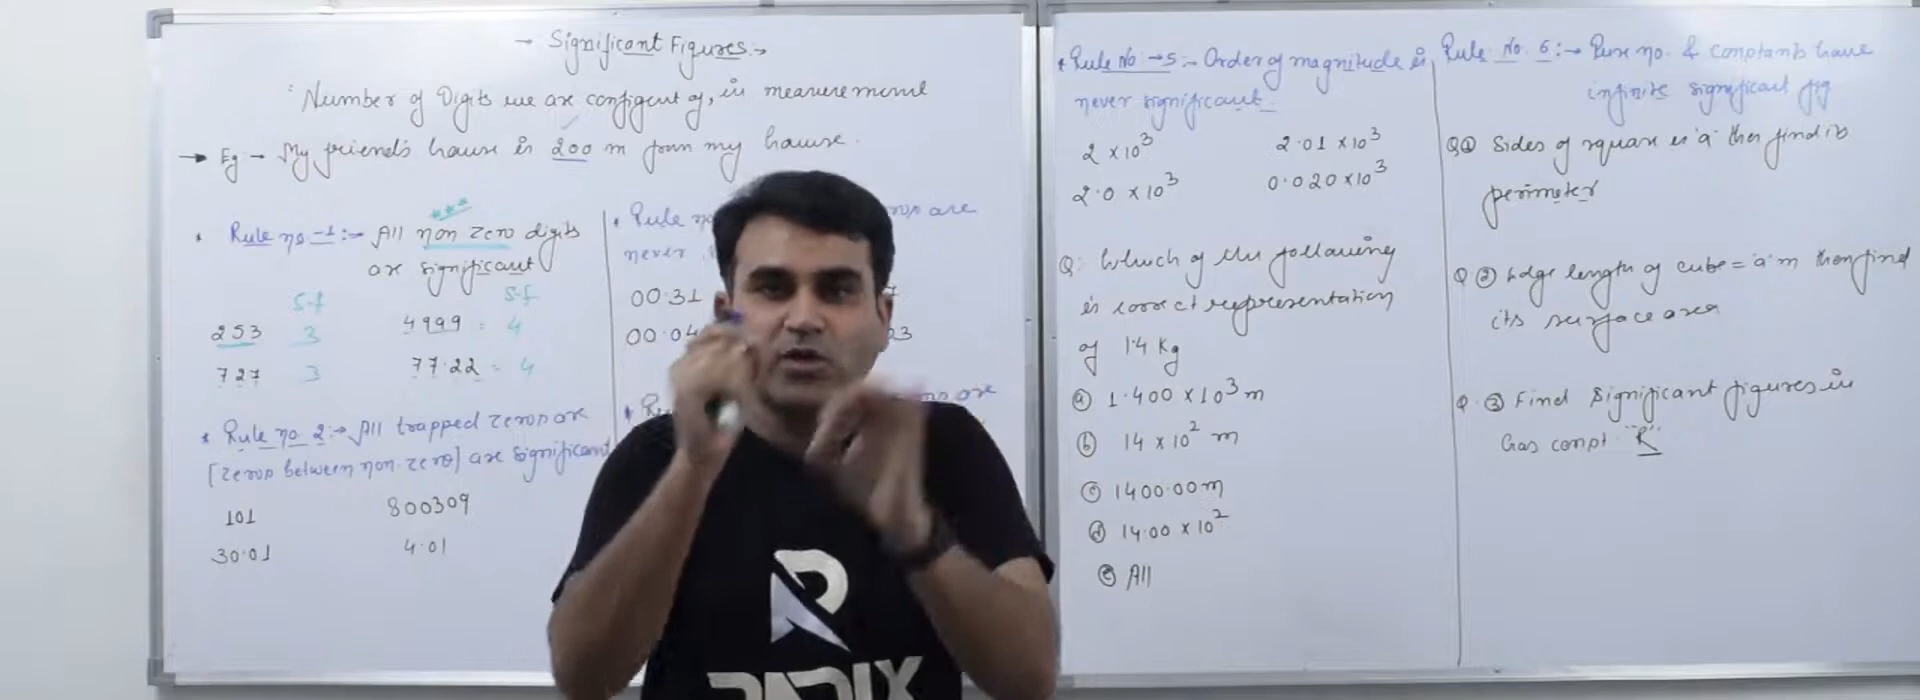 → Significant Figures :→
Number of Digits we are confident of, in measurement
→ Eg → My friend's house is 200 m from my house.
* Rule no -1 :→ All non zero digits
are significant
S.f
S.f
253 3
4999 = 4
727 3
77.22 = 4
* Rule no 2 :→ All trapped zeros are
[zeros between non-zero] are significant
101
800309
30.01
4.01
* Rule no
are
never
00.31
00.04
23
are
* Rule No → 5 :- Order of magnitude is
never significant.
2 × 10³
2.01 × 10³
2.0 × 10³
0.020 × 10³
Q: Which of the following
is correct representation
of 1.4 Kg
(a) 1.400 × 10³ m
(b) 14 × 10² m
(c) 1400.00 m
(d) 14.00 × 10²
(e) All
Rule No. 6 :→ Pure no. & constants have
infinite significant fig
Q① Sides of square is 'a' then find its
perimeter
Q② Edge length of cube = 'a' m then find
its surface area
Q.③ Find significant figures in
Gas const. "R"
RADIX